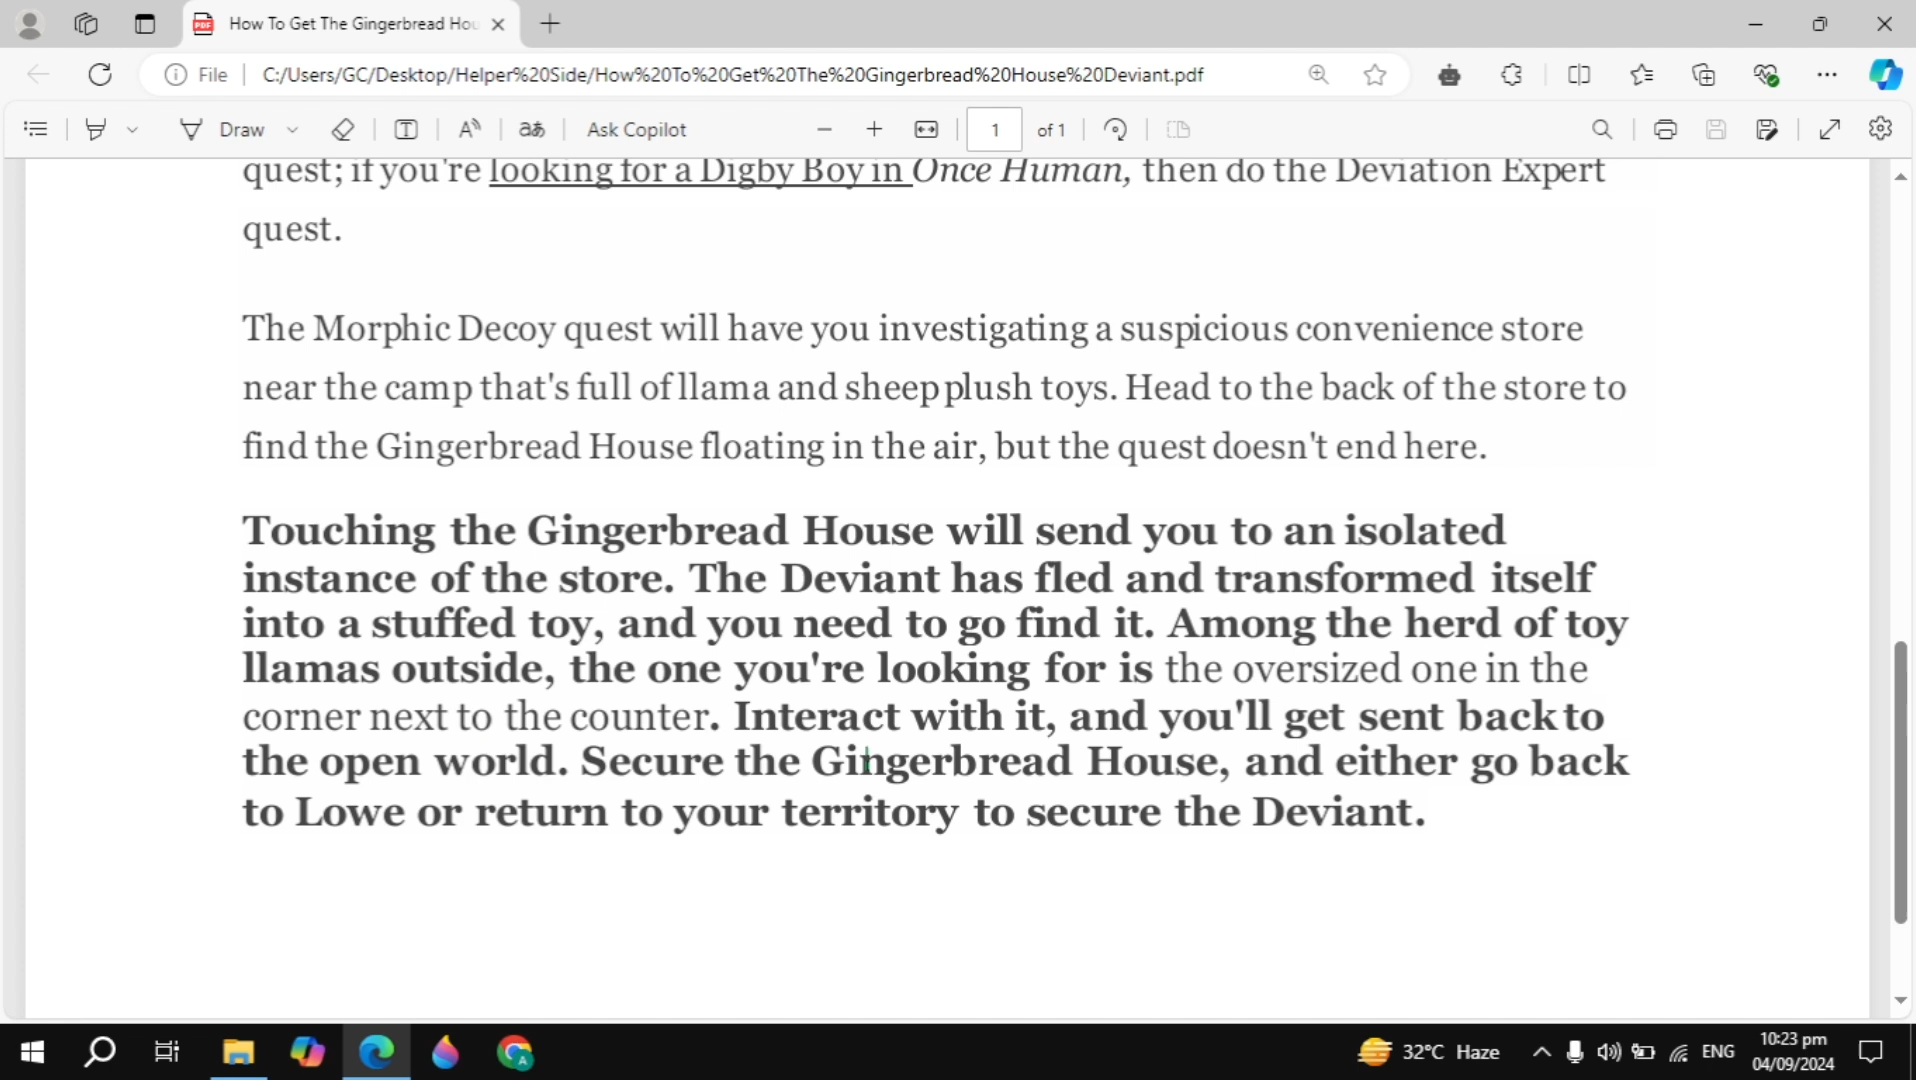 How To Get The Gingerbread Hou
File
C:/Users/GC/Desktop/Helper%20Side/How%20To%20Get%20The%20Gingerbread%20House%20Deviant.pdf
Draw
Ask Copilot
1 of 1
quest; if you're looking for a Digby Boy in Once Human, then do the Deviation Expert
quest.
The Morphic Decoy quest will have you investigating a suspicious convenience store
near the camp that's full of llama and sheep plush toys. Head to the back of the store to
find the Gingerbread House floating in the air, but the quest doesn't end here.
Touching the Gingerbread House will send you to an isolated
instance of the store. The Deviant has fled and transformed itself
into a stuffed toy, and you need to go find it. Among the herd of toy
llamas outside, the one you're looking for is the oversized one in the
corner next to the counter. Interact with it, and you'll get sent back to
the open world. Secure the Gingerbread House, and either go back
to Lowe or return to your territory to secure the Deviant.
32°C Haze
ENG
10:23 pm
04/09/2024